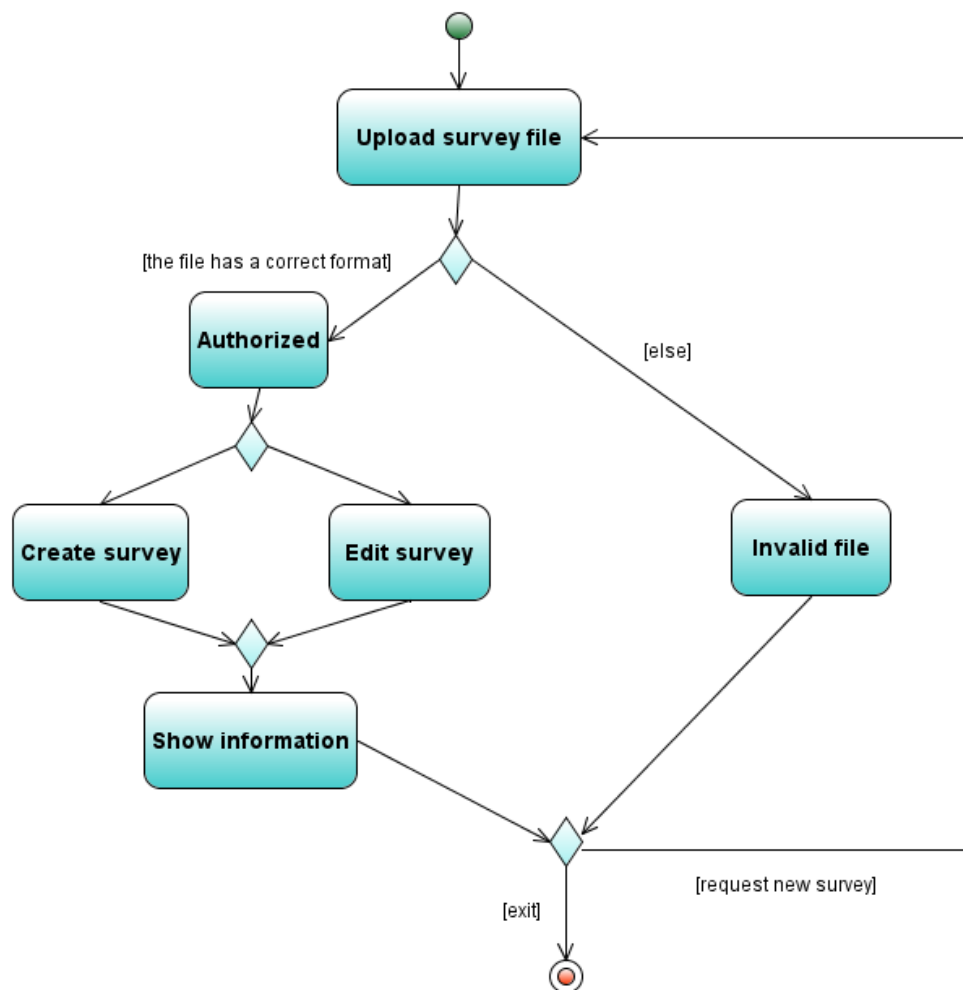 Upload survey file
[the file has a correct format]
Authorized
[else]
Create survey
Edit survey
Invalid file
Show information
[request new survey]
[exit]